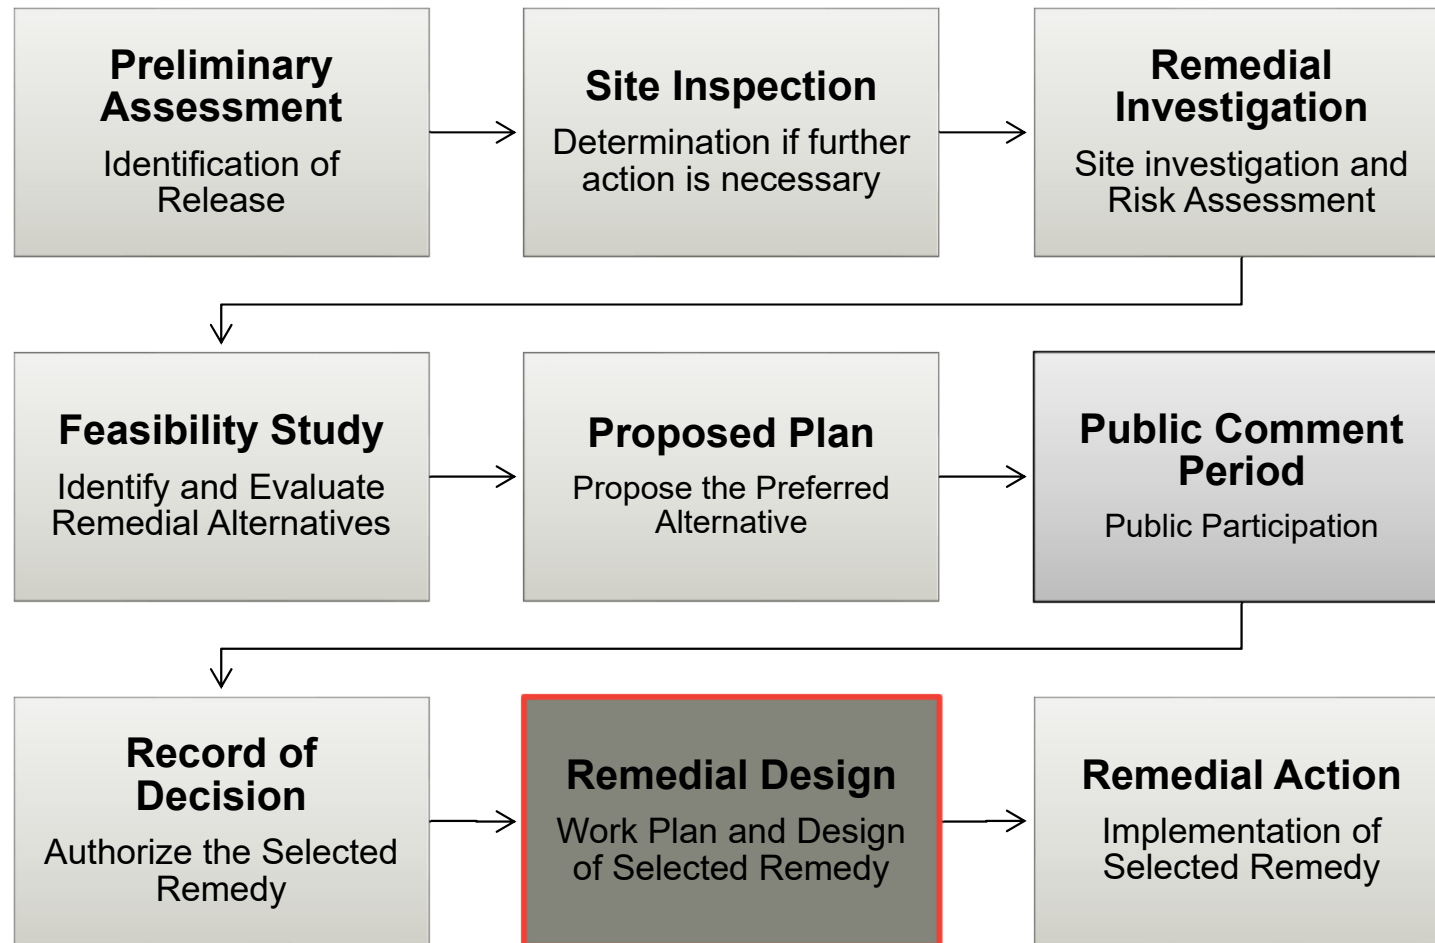 Preliminary
Assessment
Identification of
Release
Site Inspection
Determination if further
action is necessary
Remedial
Investigation
Site investigation and
Risk Assessment
Feasibility Study
Identify and Evaluate
Remedial Alternatives
Proposed Plan
Propose the Preferred
Alternative
Public Comment
Period
Public Participation
Record of
Decision
Authorize the Selected
Remedy
Remedial Design
Work Plan and Design
of Selected Remedy
Remedial Action
Implementation of
Selected Remedy